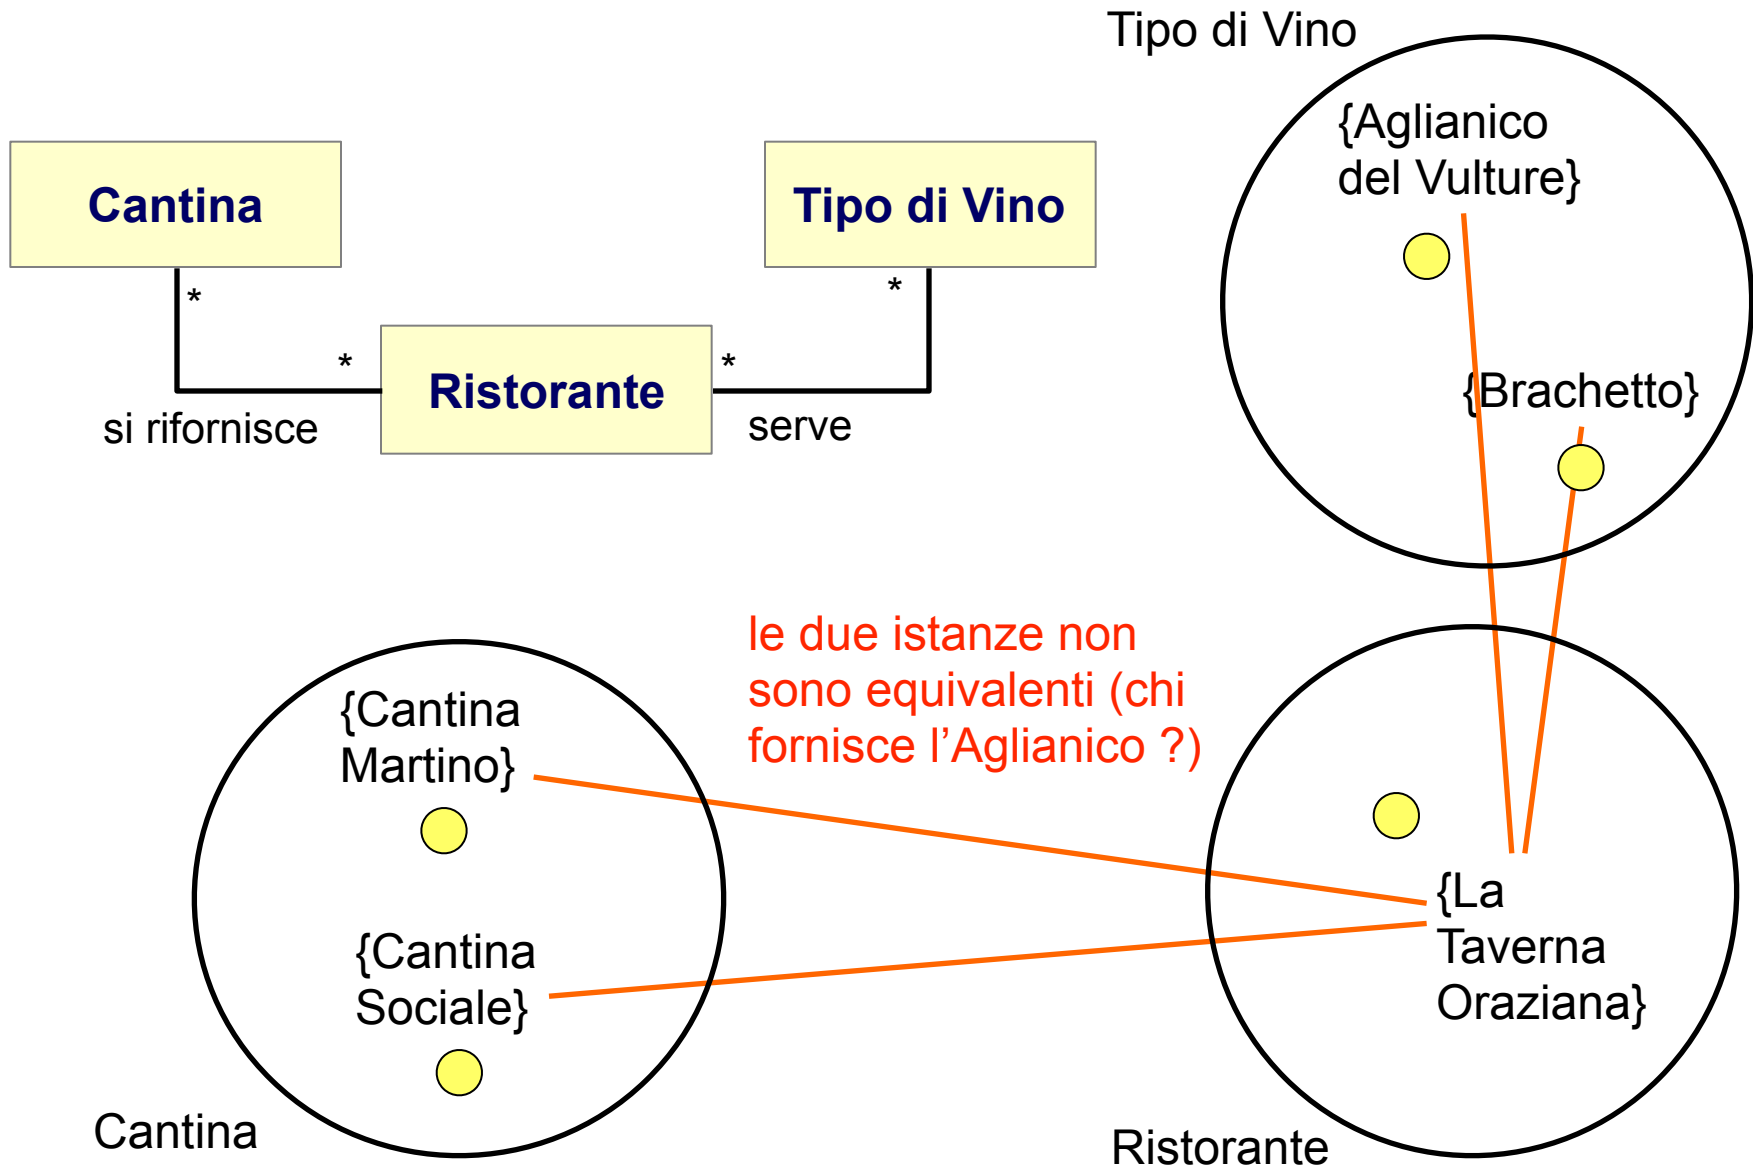 Tipo di Vino
{Aglianico
del Vulture}
Cantina
Tipo di Vino
*
*
*
*
Ristorante
si rifornisce
serve
{Brachetto}
le due istanze non
sono equivalenti (chi
fornisce l’Aglianico ?)
{Cantina
Martino}
{Cantina
Sociale}
{La
Taverna
Oraziana}
Cantina
Ristorante